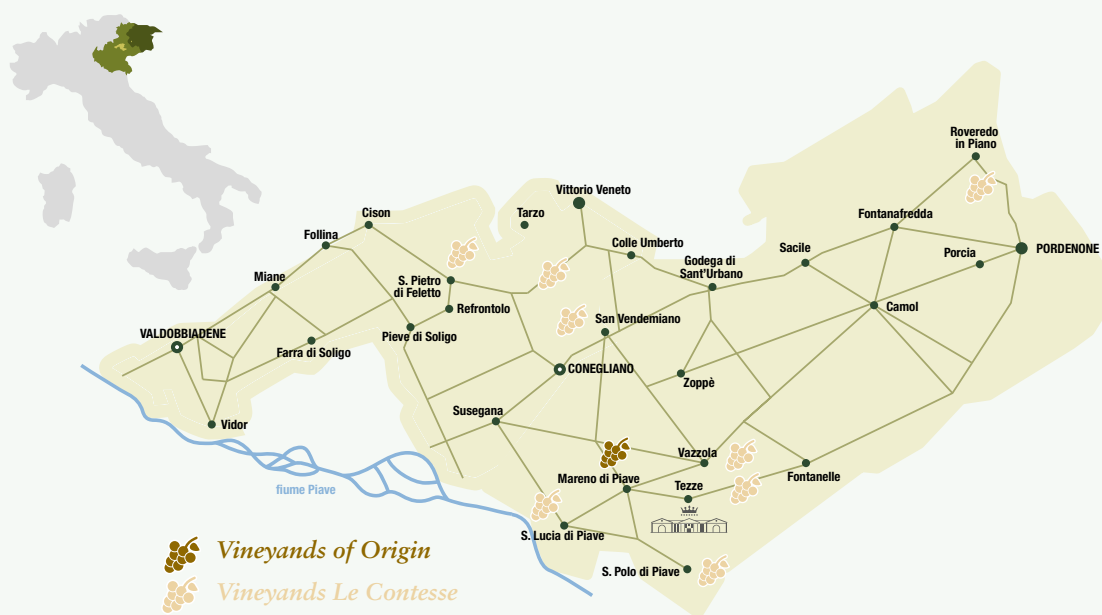 Roveredo
in Piano
Vittorio Veneto
Cison
Tarzo
Fontanafredda
Follina
Colle Umberto
Sacile
PORDENONE
Porcia
Godega di
Sant'Urbano
Miane
S. Pietro
di Feletto
Refrontolo
Camol
San Vendemiano
VALDOBBIADENE
Pieve di Soligo
Farra di Soligo
CONEGLIANO
Zoppè
Susegana
Vidor
Vazzola
Mareno di Piave
Tezze
Fontanelle
fiume Piave
S. Lucia di Piave
Vineyands of Origin
S. Polo di Piave
Vineyands Le Contesse